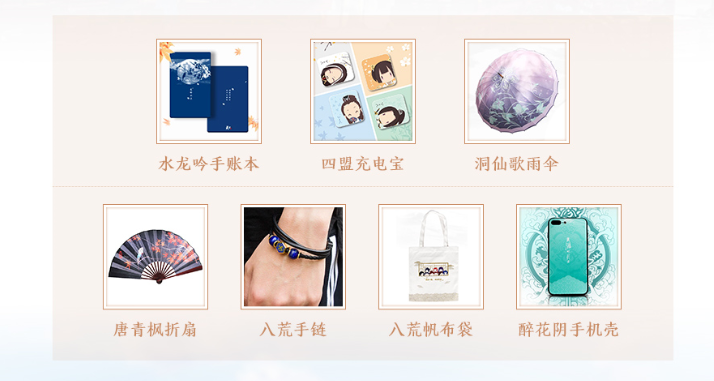 水龙吟手账本
四盟充电宝
洞仙歌雨伞
唐青枫折扇
八荒手链
八荒帆布袋
醉花阴手机壳